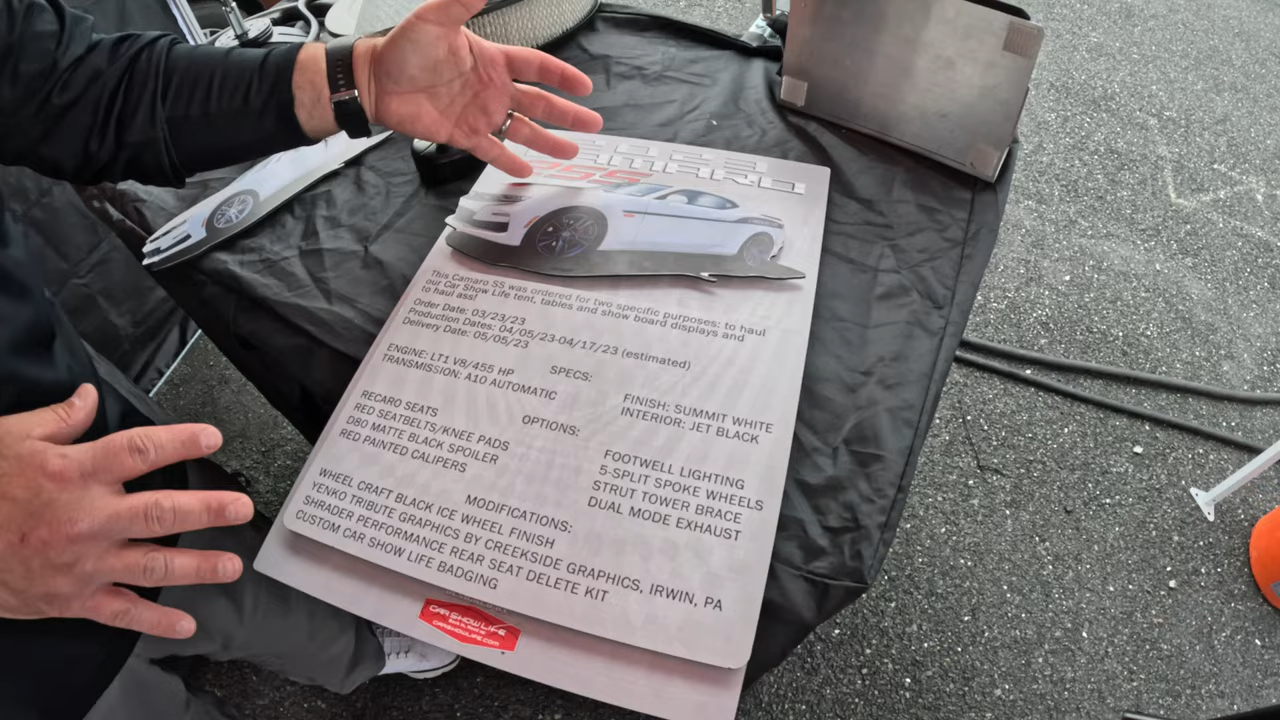 2023
CAMARO
2SS
This Camaro SS was ordered for two specific purposes: to haul
our Car Show Life tent, tables and show board displays and
to haul ass!
Order Date: 03/23/23
Production Dates: 04/05/23-04/17/23 (estimated)
Delivery Date: 05/05/23
SPECS:
ENGINE: LT1 V8/455 HP
TRANSMISSION: A10 AUTOMATIC
FINISH: SUMMIT WHITE
INTERIOR: JET BLACK
OPTIONS:
RECARO SEATS
RED SEATBELTS/KNEE PADS
D80 MATTE BLACK SPOILER
RED PAINTED CALIPERS
FOOTWELL LIGHTING
5-SPLIT SPOKE WHEELS
STRUT TOWER BRACE
DUAL MODE EXHAUST
MODIFICATIONS:
WHEEL CRAFT BLACK ICE WHEEL FINISH
YENKO TRIBUTE GRAPHICS BY CREEKSIDE GRAPHICS, IRWIN, PA
SHRADER PERFORMANCE REAR SEAT DELETE KIT
CUSTOM CAR SHOW LIFE BADGING
CAR SHOW LIFE
CARSHOWLIFE.COM